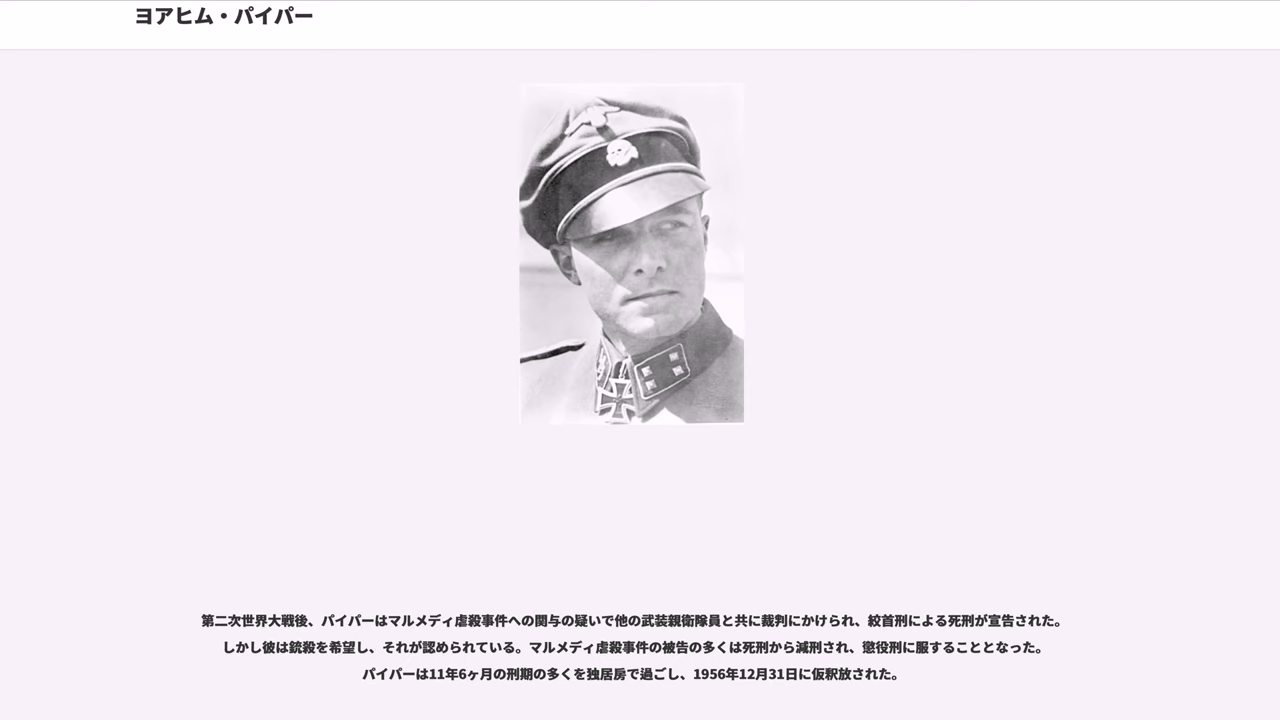 ヨアヒム・パイパー
第二次世界大戦後、パイパーはマルメディ虐殺事件への関与の疑いで他の武装親衛隊員と共に裁判にかけられ、絞首刑による死刑が宣告された。
しかし彼は銃殺を希望し、それが認められている。マルメディ虐殺事件の被告の多くは死刑から減刑され、懲役刑に服することとなった。
パイパーは11年6ヶ月の刑期の多くを独居房で過ごし、1956年12月31日に仮釈放された。